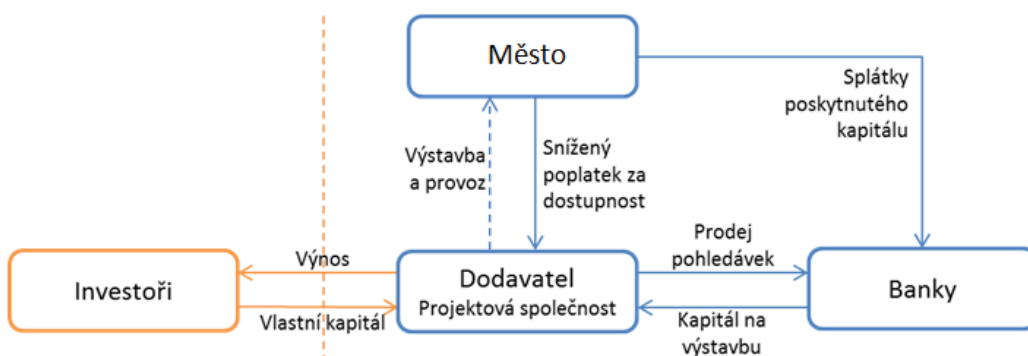 Město
Splátky
poskytnutého
kapitálu
Výstavba
a provoz
Snížený
poplatek za
dostupnost
Investoři
Výnos
Vlastní kapitál
Dodavatel
Projektová společnost
Prodej
pohledávek
Kapitál na
výstavbu
Banky